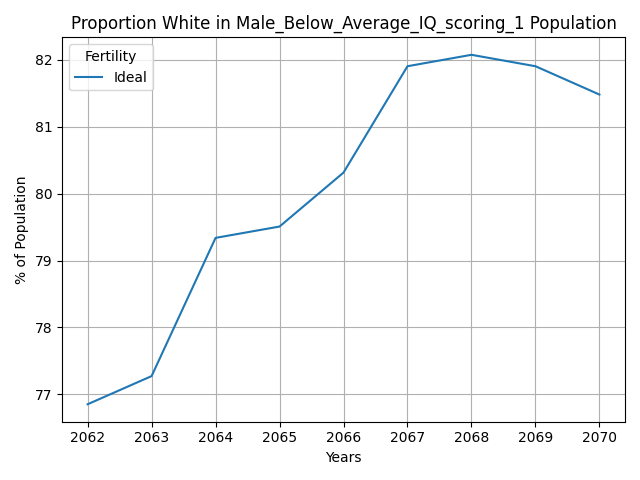 Proportion White in Male_Below_Average_IQ_scoring_1 Population
Fertility
Ideal
% of Population
82
81
80
79
78
77
2062 2063 2064 2065 2066 2067 2068 2069 2070
Years